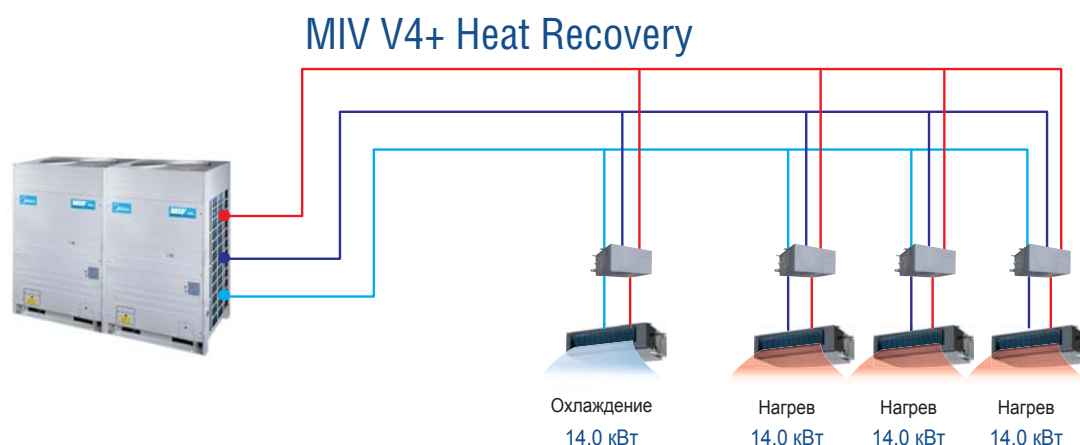 MIV V4+ Heat Recovery
Охлаждение Нагрев Нагрев Нагрев
14.0 кВт 14.0 кВт 14.0 кВт 14.0 кВт